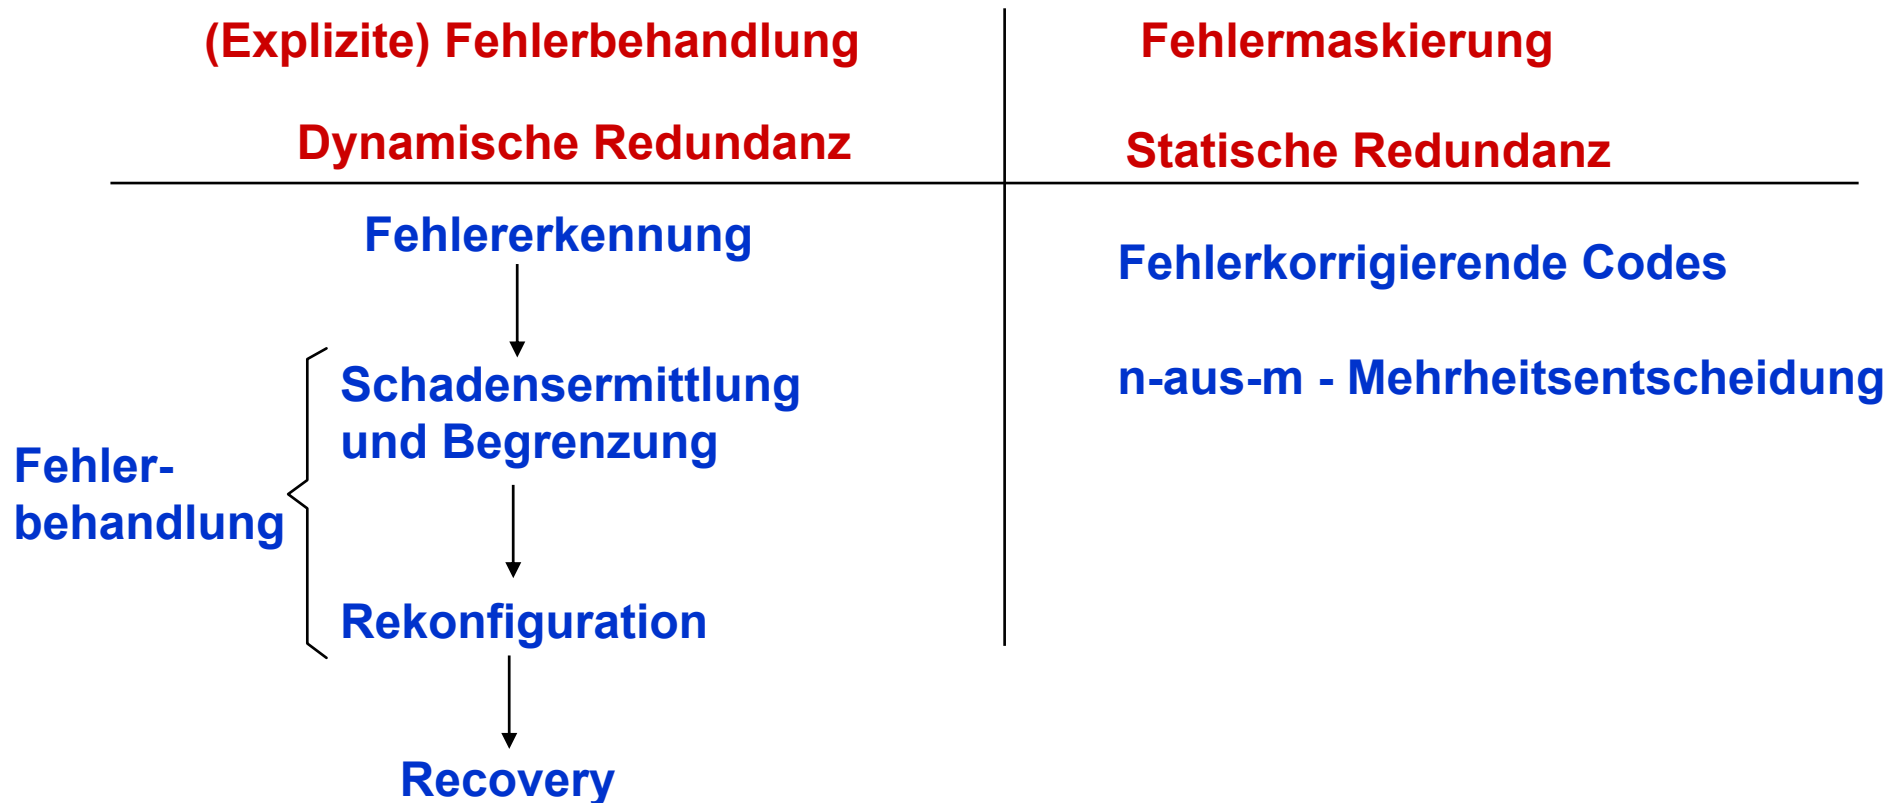 (Explizite) Fehlerbehandlung
Dynamische Redundanz
Fehlermaskierung
Statische Redundanz
Fehlererkennung
Schadensermittlung
und Begrenzung
Fehler-
behandlung
Rekonfiguration
Recovery
Fehlerkorrigierende Codes
n-aus-m - Mehrheitsentscheidung